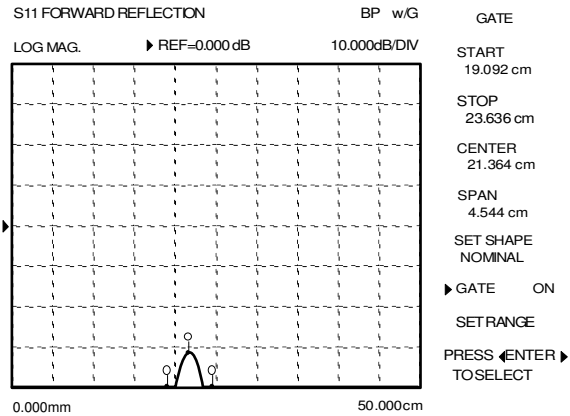 S11 FORWARD REFLECTION BP w/G
LOG MAG. REF=0.000 dB 10.000dB/DIV
0.000mm 50.000cm
GATE
START
19.092 cm
STOP
23.636 cm
CENTER
21.364 cm
SPAN
4.544 cm
SET SHAPE
NOMINAL
GATE ON
SET RANGE
PRESS ENTER
TO SELECT